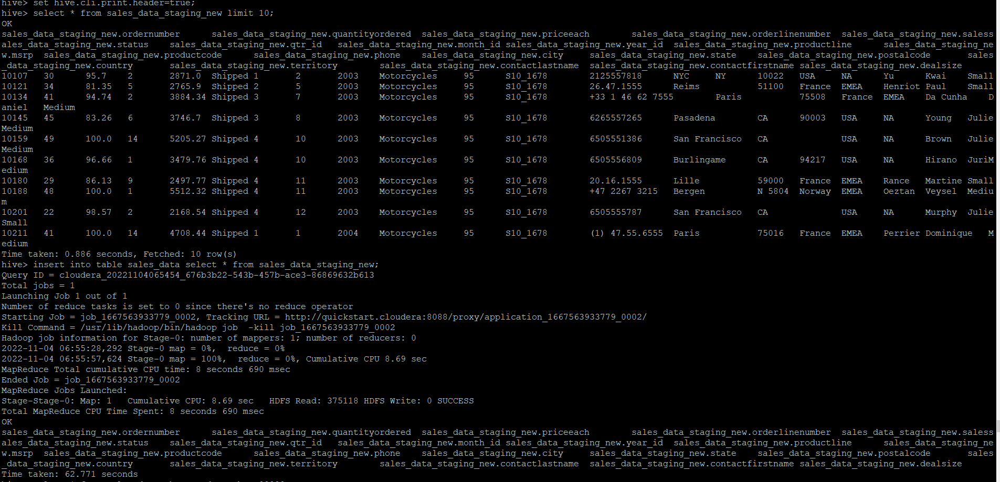 hive> set hive.cli.print.header=true;
hive> select * from sales_data_staging_new limit 10;
OK
sales_data_staging_new.ordernumber      sales_data_staging_new.quantityordered  sales_data_staging_new.priceeach        sales_data_staging_new.orderlinenumber  sales_data_staging_new.saless
ales_data_staging_new.status    sales_data_staging_new.qtr_id   sales_data_staging_new.month_id sales_data_staging_new.year_id  sales_data_staging_new.productline      sales_data_staging_ne
w.msrp  sales_data_staging_new.productcode      sales_data_staging_new.phone    sales_data_staging_new.city     sales_data_staging_new.state    sales_data_staging_new.postalcode       sales
_data_staging_new.country       sales_data_staging_new.territory        sales_data_staging_new.contactlastname  sales_data_staging_new.contactfirstname sales_data_staging_new.dealsize
10107   30      95.7    2       2871.0  Shipped 1       2       2003    Motorcycles     95      S10_1678        2125557818      NYC     NY      10022   USA     NA      Yu      Kwai    Small
10121   34      81.35   5       2765.9  Shipped 2       5       2003    Motorcycles     95      S10_1678        26.47.1555      Reims           51100   France  EMEA    Henriot Paul    Small
10134   41      94.74   2       3884.34 Shipped 3       7       2003    Motorcycles     95      S10_1678        +33 1 46 62 7555        Paris           75508   France  EMEA    Da Cunha    D
aniel   Medium
10145   45      83.26   6       3746.7  Shipped 3       8       2003    Motorcycles     95      S10_1678        6265557265      Pasadena        CA      90003   USA     NA      Young   Julie
Medium
10159   49      100.0   14      5205.27 Shipped 4       10      2003    Motorcycles     95      S10_1678        6505551386      San Francisco   CA              USA     NA      Brown   Julie
Medium
10168   36      96.66   1       3479.76 Shipped 4       10      2003    Motorcycles     95      S10_1678        6505556809      Burlingame      CA      94217   USA     NA      Hirano  JuriM
edium
10180   29      86.13   9       2497.77 Shipped 4       11      2003    Motorcycles     95      S10_1678        20.16.1555      Lille           59000   France  EMEA    Rance   Martine Small
10188   48      100.0   1       5512.32 Shipped 4       11      2003    Motorcycles     95      S10_1678        +47 2267 3215   Bergen          N 5804  Norway  EMEA    Oeztan  Veysel  Mediu
m
10201   22      98.57   2       2168.54 Shipped 4       12      2003    Motorcycles     95      S10_1678        6505555787      San Francisco   CA              USA     NA      Murphy  Julie
Small
10211   41      100.0   14      4708.44 Shipped 1       1       2004    Motorcycles     95      S10_1678        (1) 47.55.6555  Paris           75016   France  EMEA    Perrier Dominique   M
edium
Time taken: 0.886 seconds, Fetched: 10 row(s)
hive> insert into table sales_data select * from sales_data_staging_new;
Query ID = cloudera_20221104065454_676b3b22-543b-457b-ace3-86869632b613
Total jobs = 1
Launching Job 1 out of 1
Number of reduce tasks is set to 0 since there's no reduce operator
Starting Job = job_1667563933779_0002, Tracking URL = http://quickstart.cloudera:8088/proxy/application_1667563933779_0002/
Kill Command = /usr/lib/hadoop/bin/hadoop job  -kill job_1667563933779_0002
Hadoop job information for Stage-0: number of mappers: 1; number of reducers: 0
2022-11-04 06:55:28,292 Stage-0 map = 0%,  reduce = 0%
2022-11-04 06:55:57,624 Stage-0 map = 100%,  reduce = 0%, Cumulative CPU 8.69 sec
MapReduce Total cumulative CPU time: 8 seconds 690 msec
Ended Job = job_1667563933779_0002
MapReduce Jobs Launched:
Stage-Stage-0: Map: 1   Cumulative CPU: 8.69 sec   HDFS Read: 375118 HDFS Write: 0 SUCCESS
Total MapReduce CPU Time Spent: 8 seconds 690 msec
OK
sales_data_staging_new.ordernumber      sales_data_staging_new.quantityordered  sales_data_staging_new.priceeach        sales_data_staging_new.orderlinenumber  sales_data_staging_new.saless
ales_data_staging_new.status    sales_data_staging_new.qtr_id   sales_data_staging_new.month_id sales_data_staging_new.year_id  sales_data_staging_new.productline      sales_data_staging_ne
w.msrp  sales_data_staging_new.productcode      sales_data_staging_new.phone    sales_data_staging_new.city     sales_data_staging_new.state    sales_data_staging_new.postalcode       sales
_data_staging_new.country       sales_data_staging_new.territory        sales_data_staging_new.contactlastname  sales_data_staging_new.contactfirstname sales_data_staging_new.dealsize
Time taken: 62.771 seconds